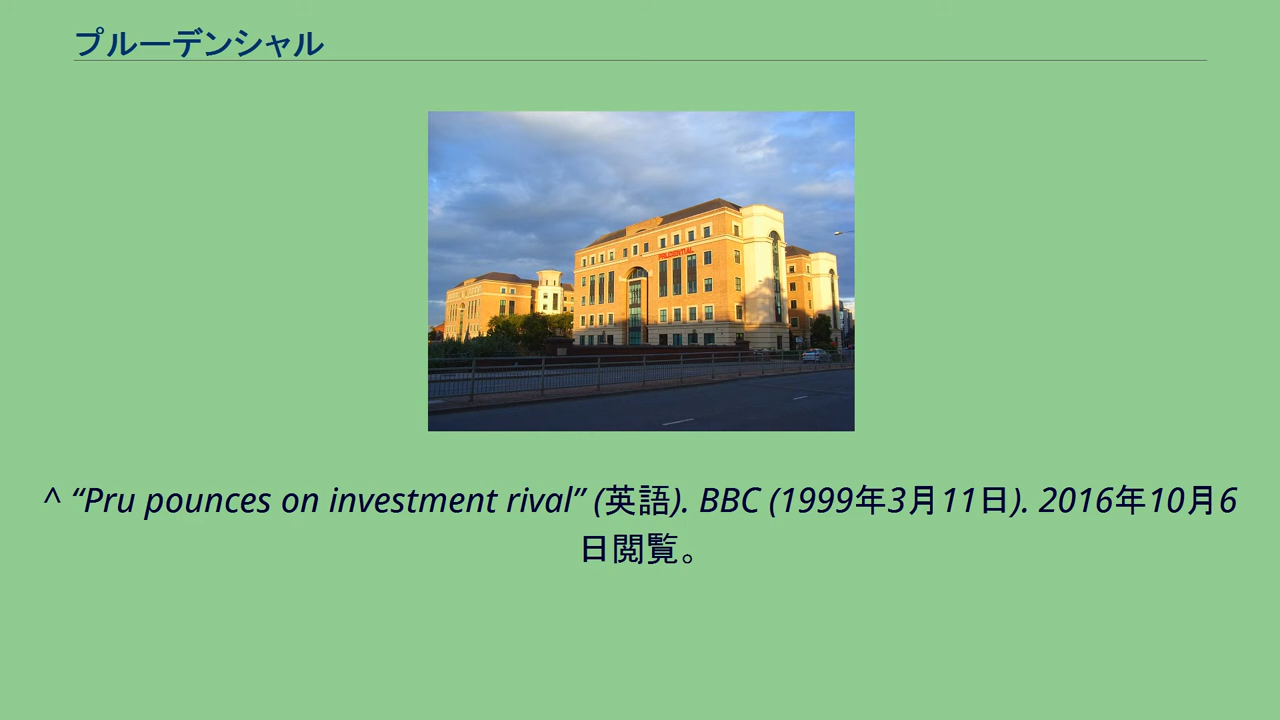 プルーデンシャル
PRUDENTIAL
^ “Pru pounces on investment rival” (英語). BBC (1999年3月11日). 2016年10月6
日閲覧。